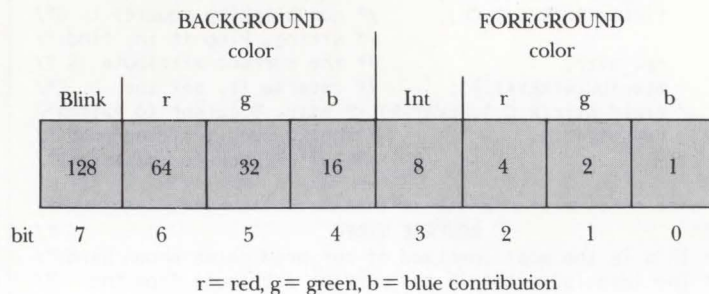 BACKGROUND FOREGROUND
color color
Blink r g b Int r g b
128 64 32 16 8 4 2 1
bit 7 6 5 4 3 2 1 0
r = red, g = green, b = blue contribution